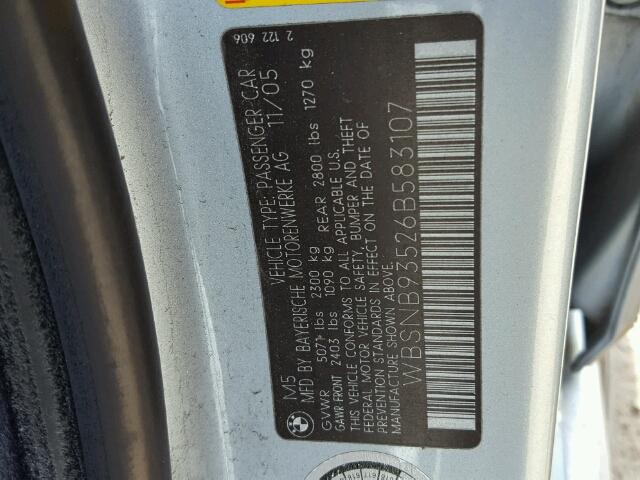 2 122 606
M5 VEHICLE TYPE: PASSENGER CAR
MFD BY BAYERISCHE MOTORENWERKE AG 11/05
GVWR 5071 lbs 2300 kg
GAWR-FRONT 2403 lbs 1090 kg REAR 2800 lbs 1270 kg
THIS VEHICLE CONFORMS TO ALL APPLICABLE U.S.
FEDERAL MOTOR VEHICLE SAFETY, BUMPER AND THEFT
PREVENTION STANDARDS IN EFFECT ON THE DATE OF
MANUFACTURE SHOWN ABOVE.
WBSNB93526B583107